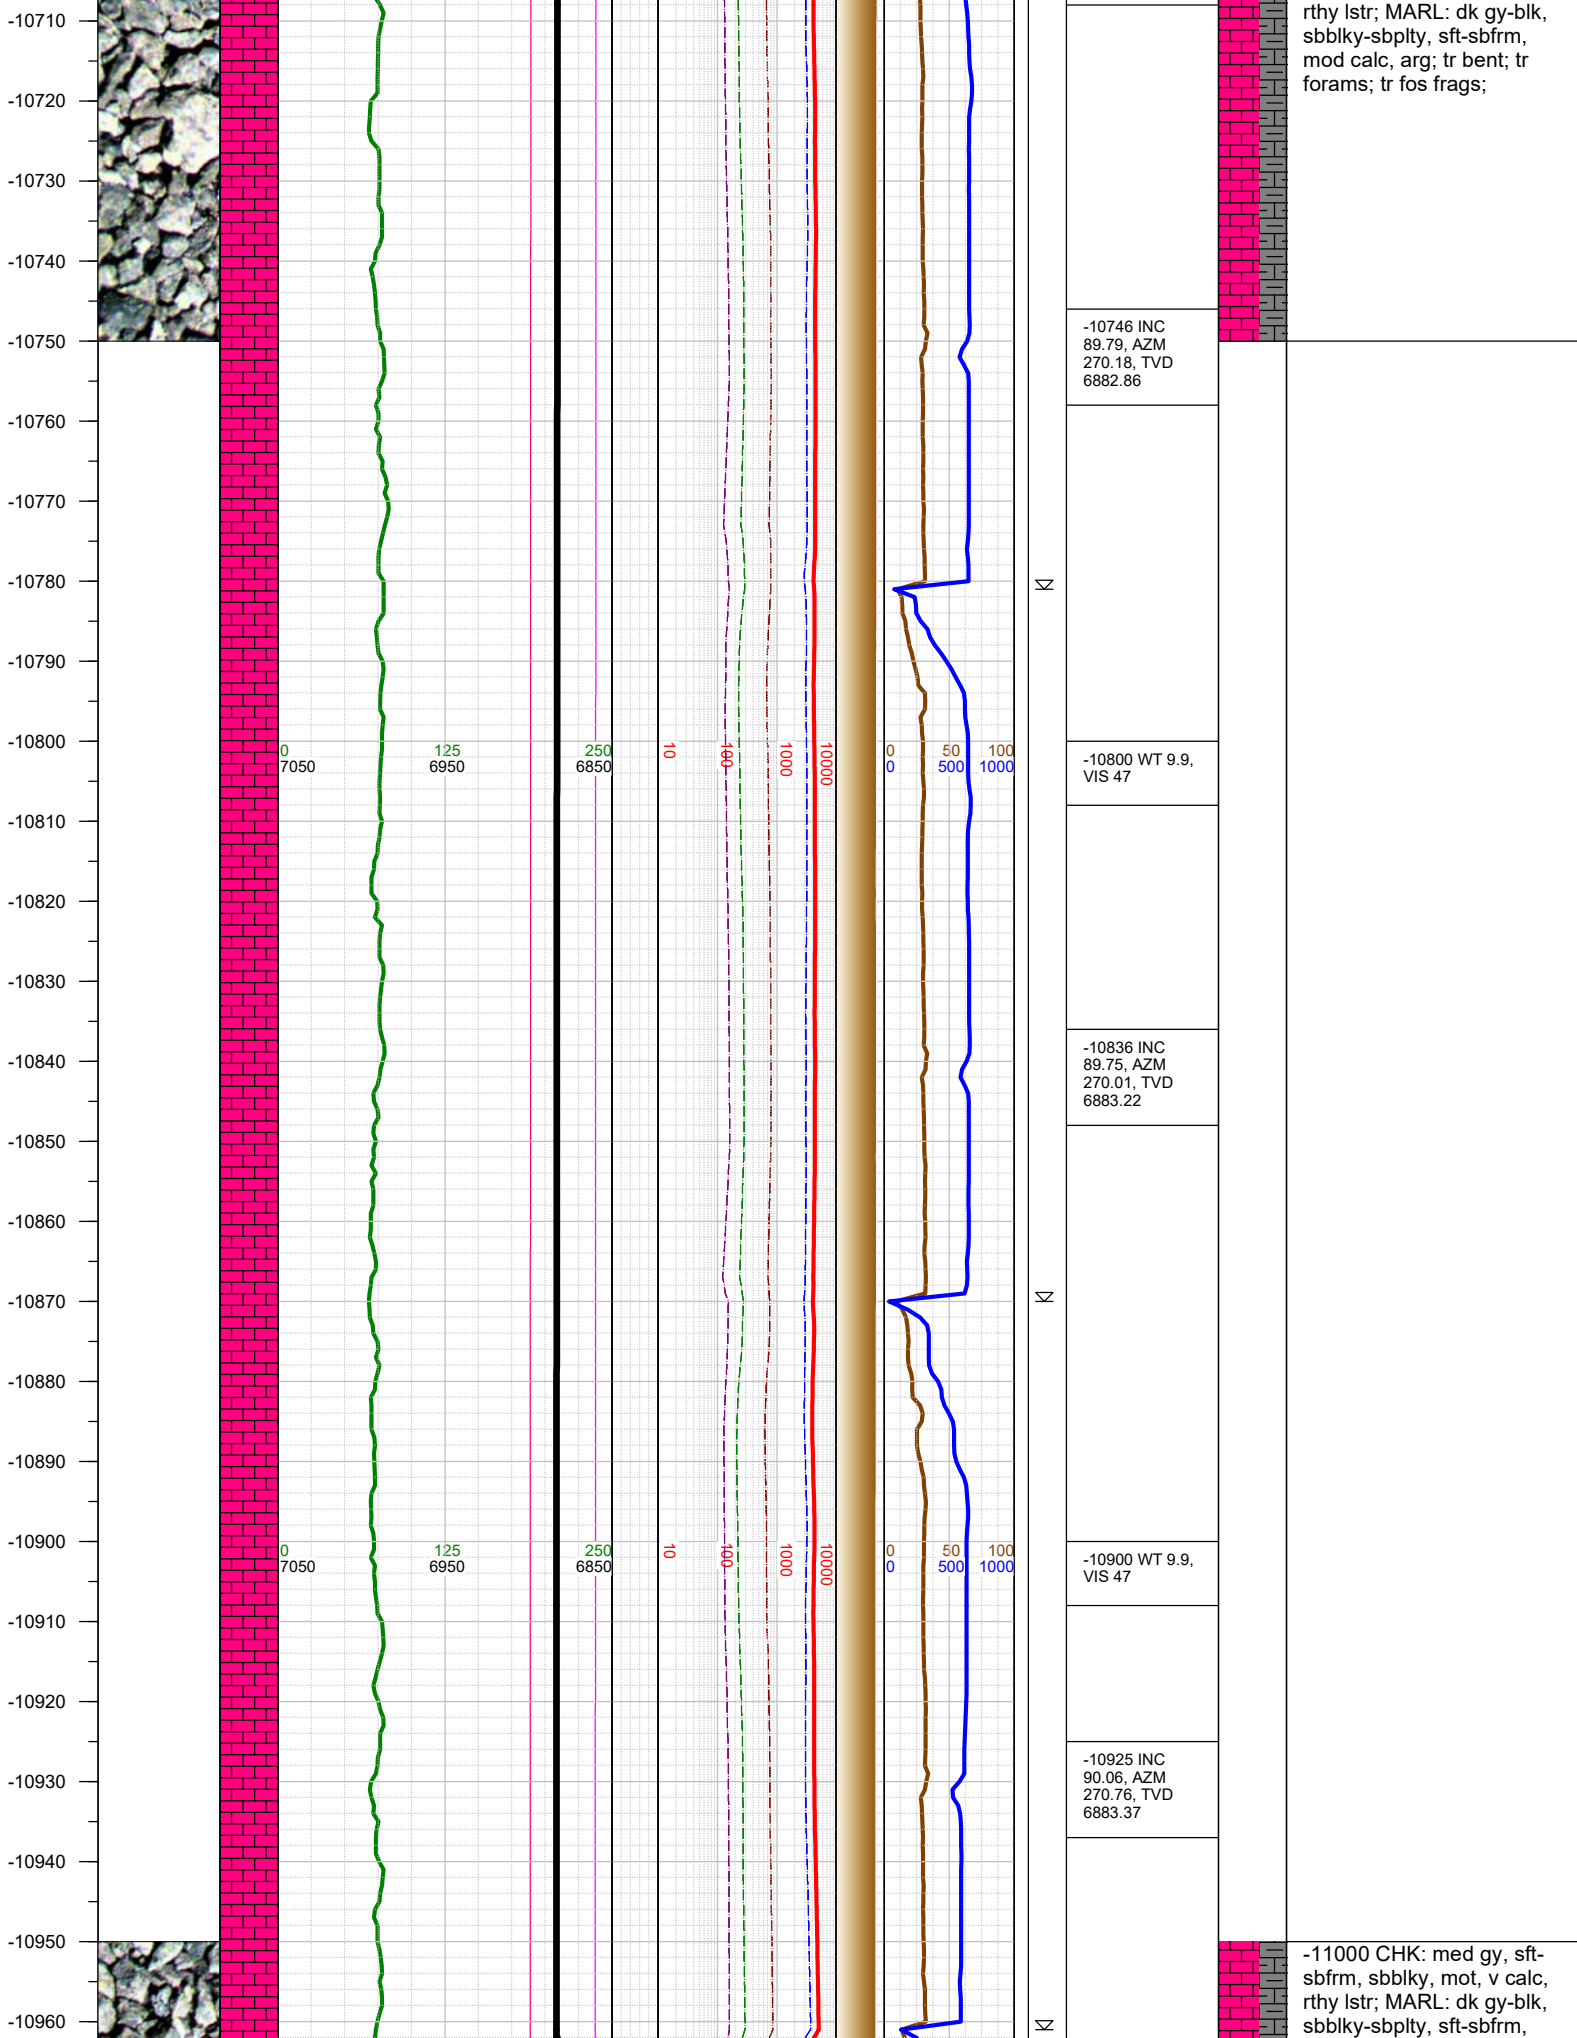 rthy lstr; MARL: dk gy-blk,
sbblky-sbplty, sft-sbfrm,
mod calc, arg; tr bent; tr
forams; tr fos frags;
-10710
-10720
-10730
-10740
-10750
-10746 INC
89.79, AZM
270.18, TVD
6882.86
-10760
-10770
-10780
-10790
-10800
0 125 250 10 100 1000 10000 0 50 100
7050 6950 6850 0 500 1000
-10800 WT 9.9,
VIS 47
-10810
-10820
-10830
-10840
-10836 INC
89.75, AZM
270.01, TVD
6883.22
-10850
-10860
-10870
-10880
-10890
-10900
0 125 250 10 100 1000 10000 0 50 100
7050 6950 6850 0 500 1000
-10900 WT 9.9,
VIS 47
-10910
-10920
-10930
-10925 INC
90.06, AZM
270.76, TVD
6883.37
-10940
-10950
-10960
-11000 CHK: med gy, sft-
sbfrm, sbblky, mot, v calc,
rthy lstr; MARL: dk gy-blk,
sbblky-sbplty, sft-sbfrm,